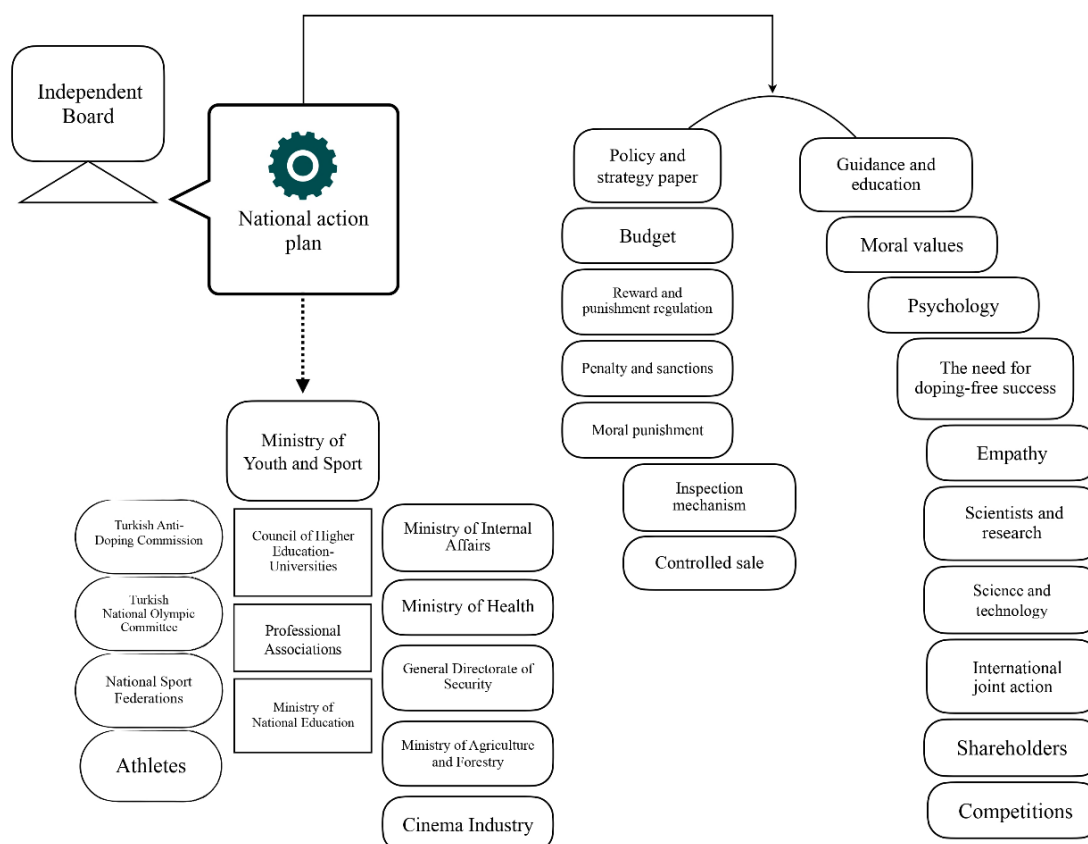 Independent
Board
National action
plan
Policy and
strategy paper
Budget
Reward and
punishment regulation
Penalty and sanctions
Moral punishment
Inspection
mechanism
Controlled sale
Guidance and
education
Moral values
Psychology
The need for
doping-free success
Empathy
Scientists and
research
Science and
technology
International
joint action
Shareholders
Competitions
Ministry of
Youth and Sport
Turkish Anti-
Doping Commission
Turkish
National Olympic
Committee
National Sport
Federations
Athletes
Council of Higher
Education-
Universities
Professional
Associations
Ministry of
National Education
Ministry of Internal
Affairs
Ministry of Health
General Directorate of
Security
Ministry of Agriculture
and Forestry
Cinema Industry